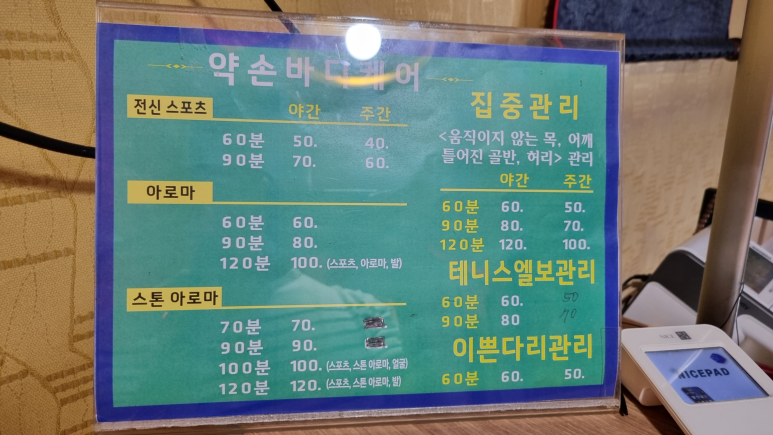 약손바디케어
전신 스포츠 야간 주간
60분 50. 40.
90분 70. 60.
아로마
60분 60.
90분 80.
120분 100. (스포츠, 아로마, 발)
스톤 아로마
70분 70.
90분 90.
100분 100. (스포츠, 스톤 아로마, 얼굴)
120분 120. (스포츠, 스톤 아로마, 발)
집중관리
<움직이지 않는 목, 어깨
틀어진 골반, 허리> 관리
야간 주간
60분 60. 50.
90분 80. 70.
120분 120. 100.
테니스엘보관리
60분 60. 50
90분 80 70
이쁜다리관리
60분 60. 50.
NICEPAD